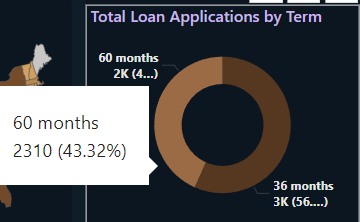 Total Loan Applications by Term
60 months
2K (4...)
60 months
2310 (43.32%)
36 months
3K (56....)